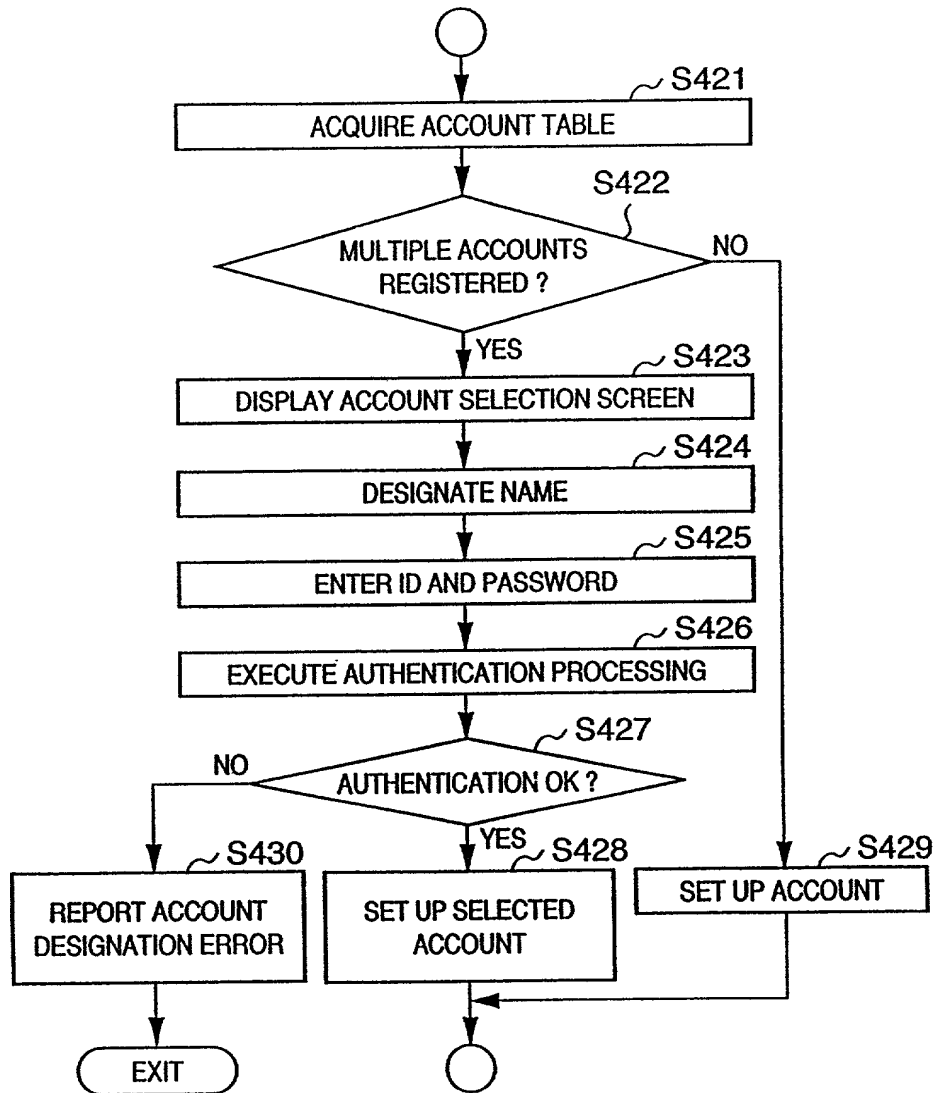 S421
ACQUIRE ACCOUNT TABLE
S422
MULTIPLE ACCOUNTS
REGISTERED ?
NO
YES
S423
DISPLAY ACCOUNT SELECTION SCREEN
S424
DESIGNATE NAME
S425
ENTER ID AND PASSWORD
S426
EXECUTE AUTHENTICATION PROCESSING
S427
NO
AUTHENTICATION OK ?
YES
S430
REPORT ACCOUNT
DESIGNATION ERROR
S428
SET UP SELECTED
ACCOUNT
S429
SET UP ACCOUNT
EXIT